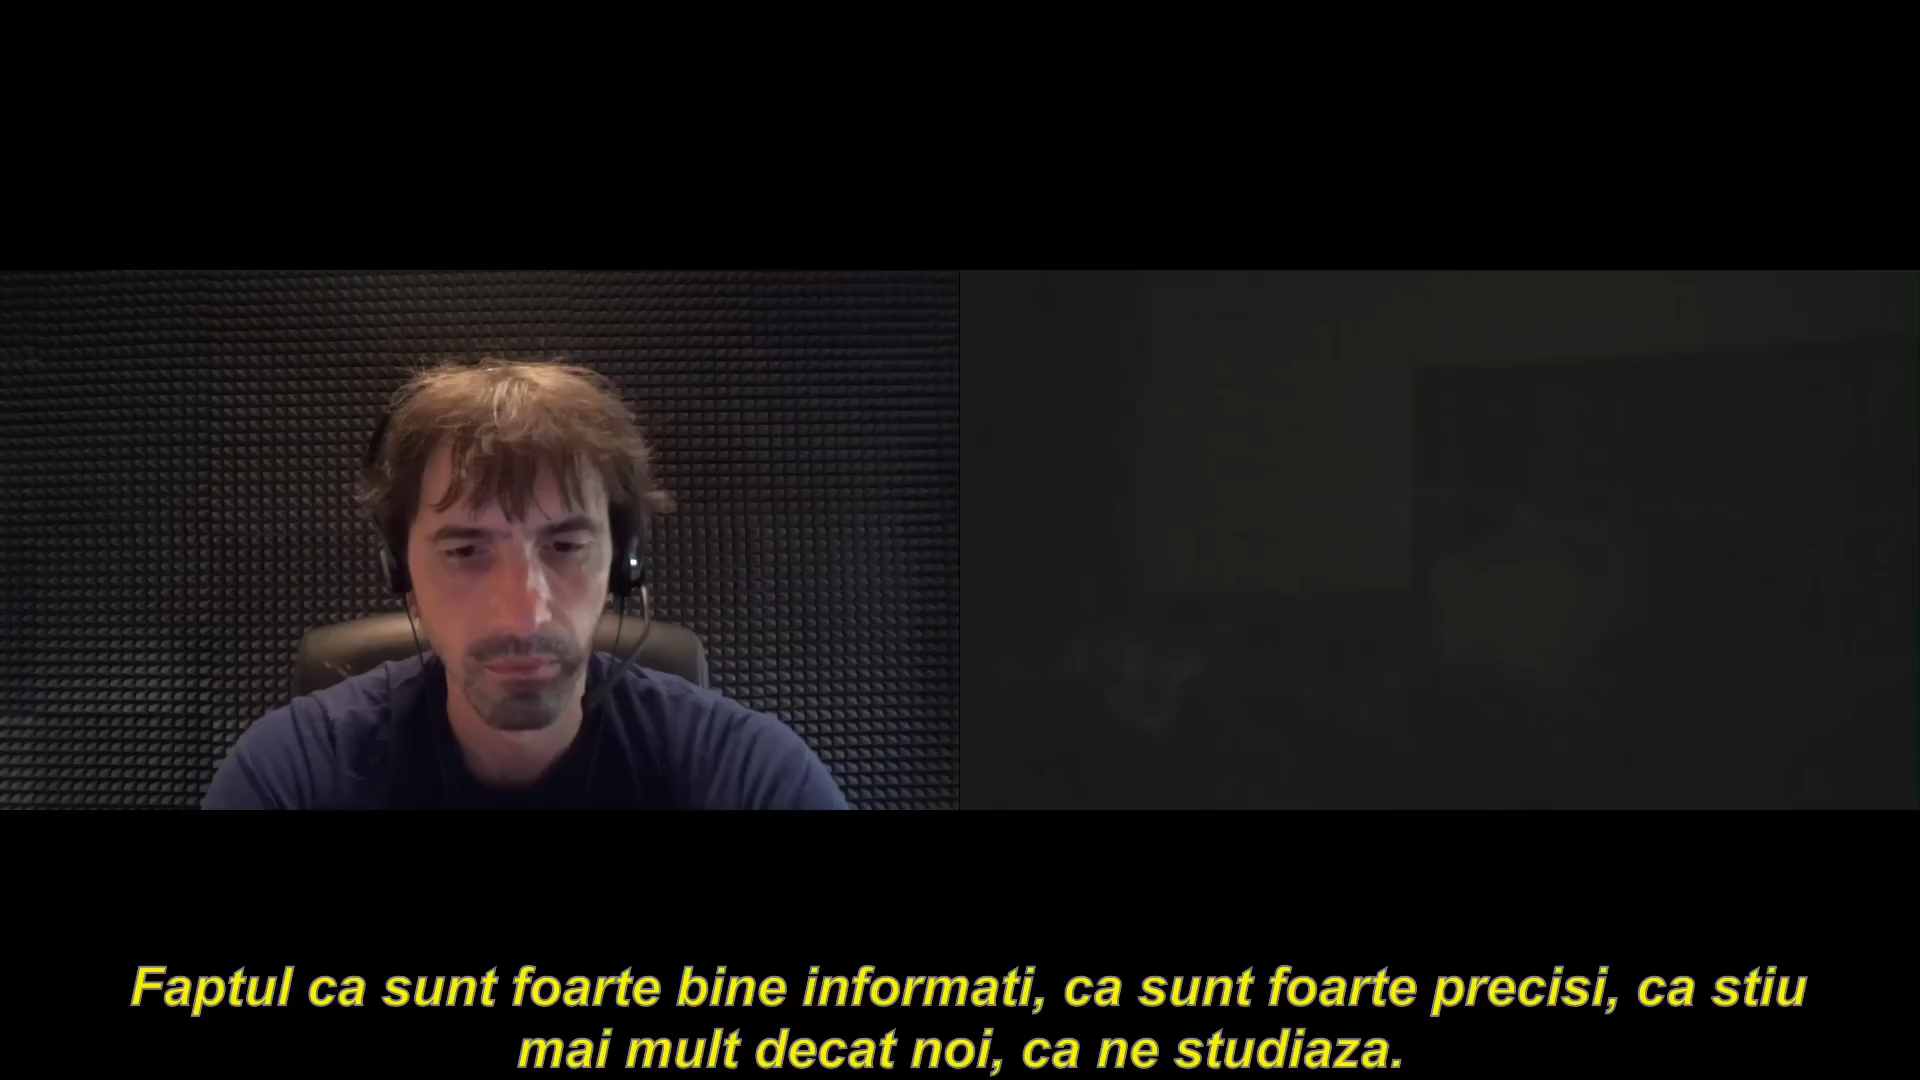 Faptul ca sunt foarte bine informati, ca sunt foarte precisi, ca stiu
mai mult decat noi, ca ne studiaza.